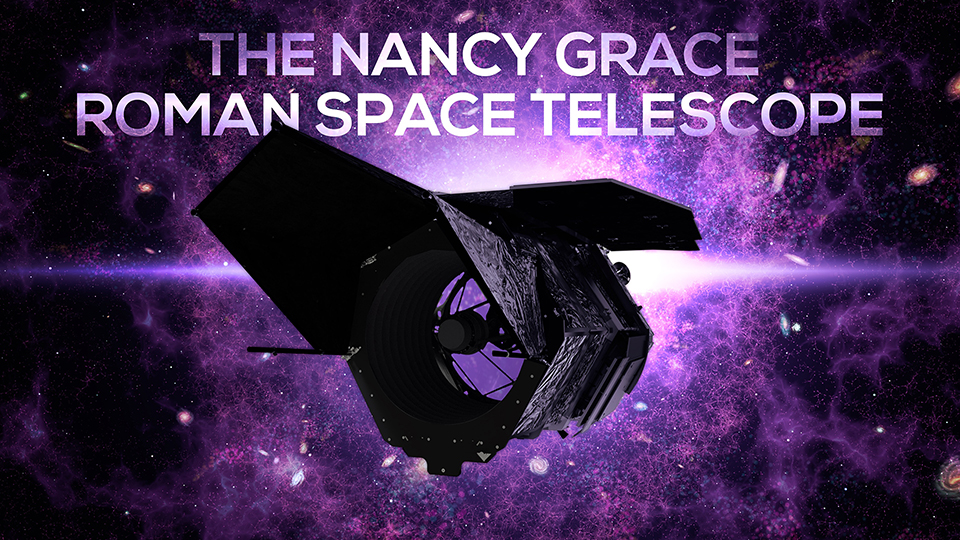 THE NANCY GRACE
ROMAN SPACE TELESCOPE